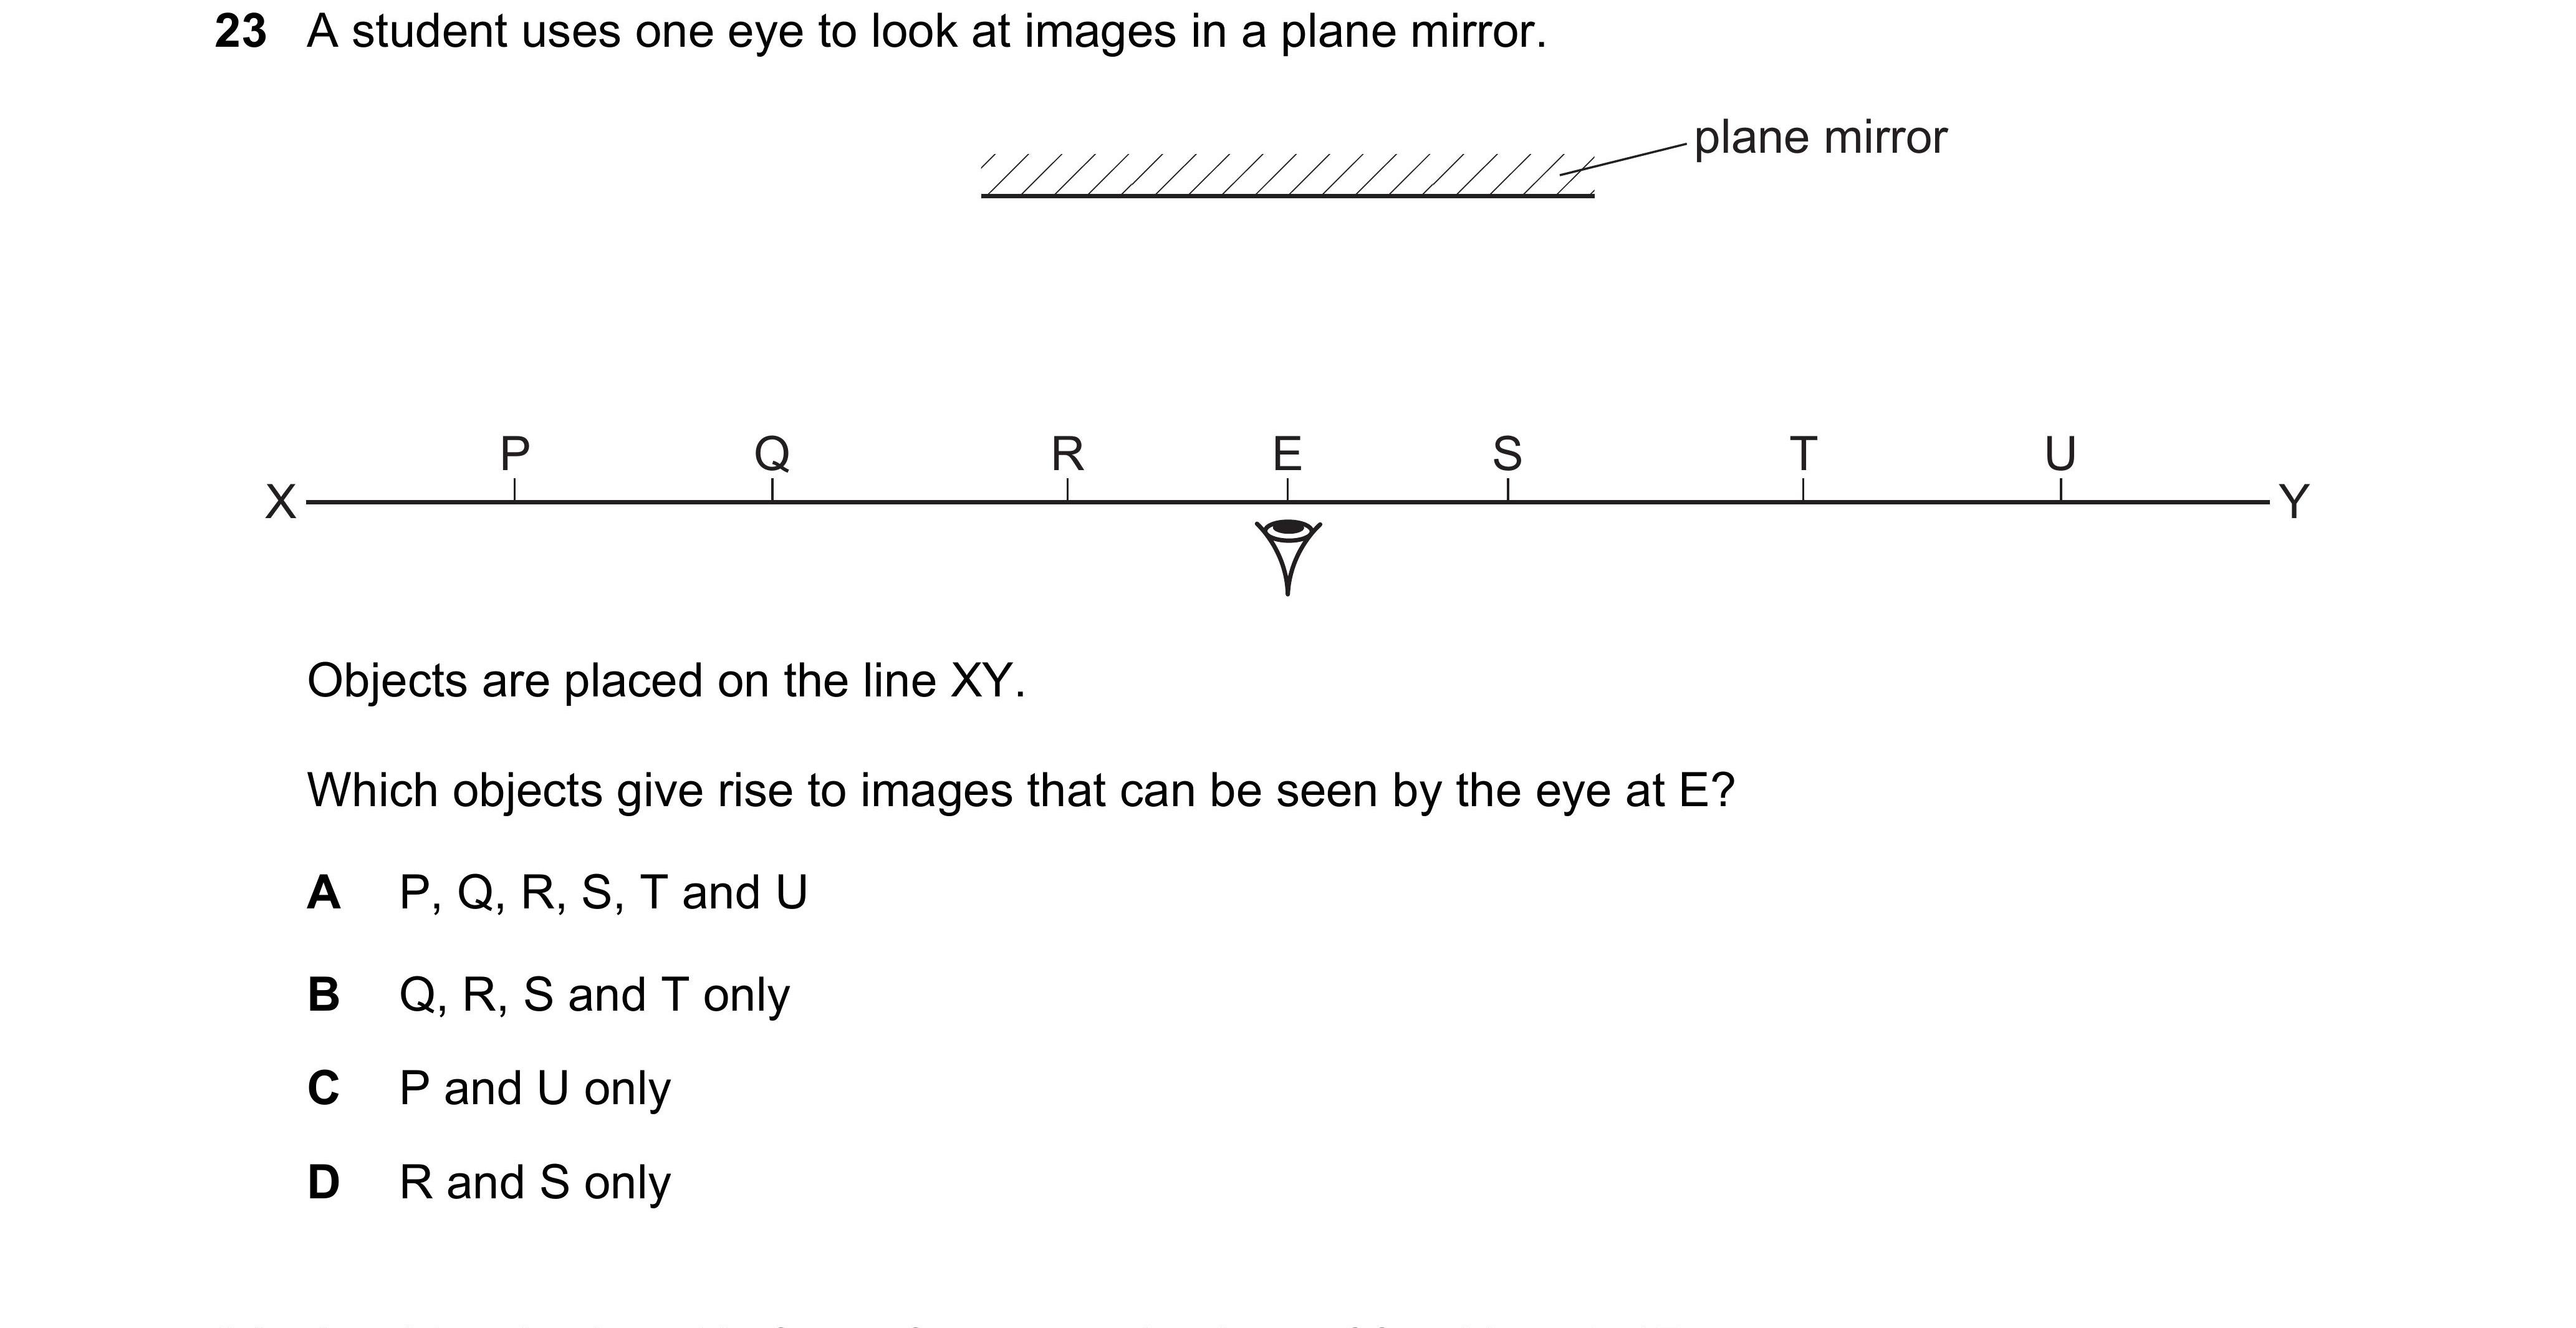 23 A student uses one eye to look at images in a plane mirror.
plane mirror
P Q R E S T U
X Y
Objects are placed on the line XY.
Which objects give rise to images that can be seen by the eye at E?
A P, Q, R, S, T and U
B Q, R, S and T only
C P and U only
D R and S only